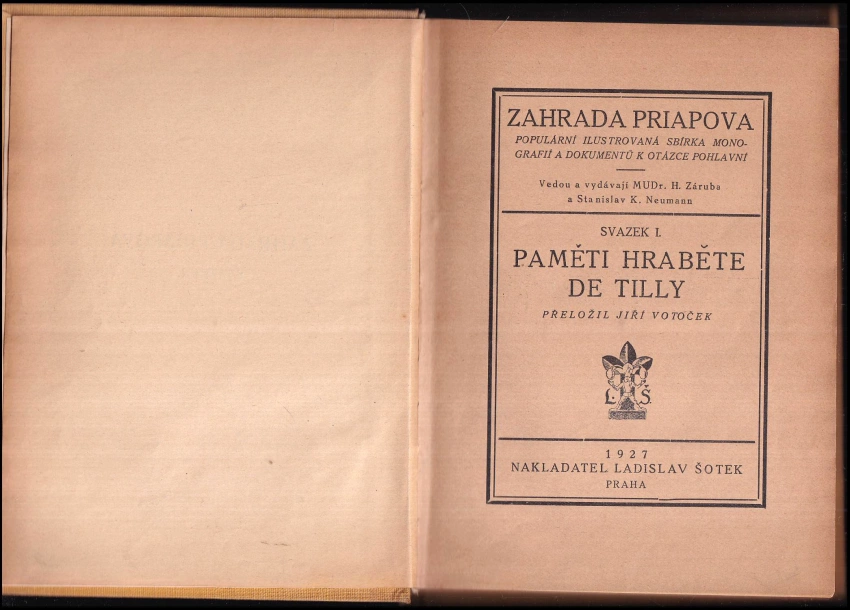 ZAHRADA PRIAPOVA
POPULÁRNÍ ILUSTROVANÁ SBÍRKA MONO-
GRAFIÍ A DOKUMENTŮ K OTÁZCE POHLAVNÍ
Vedou a vydávají MUDr. H. Záruba
a Stanislav K. Neumann
SVAZEK I.
PAMĚTI HRABĚTE
DE TILLY
PŘELOŽIL JIŘÍ VOTOČEK
L. Š.
1927
NAKLADATEL LADISLAV ŠOTEK
PRAHA